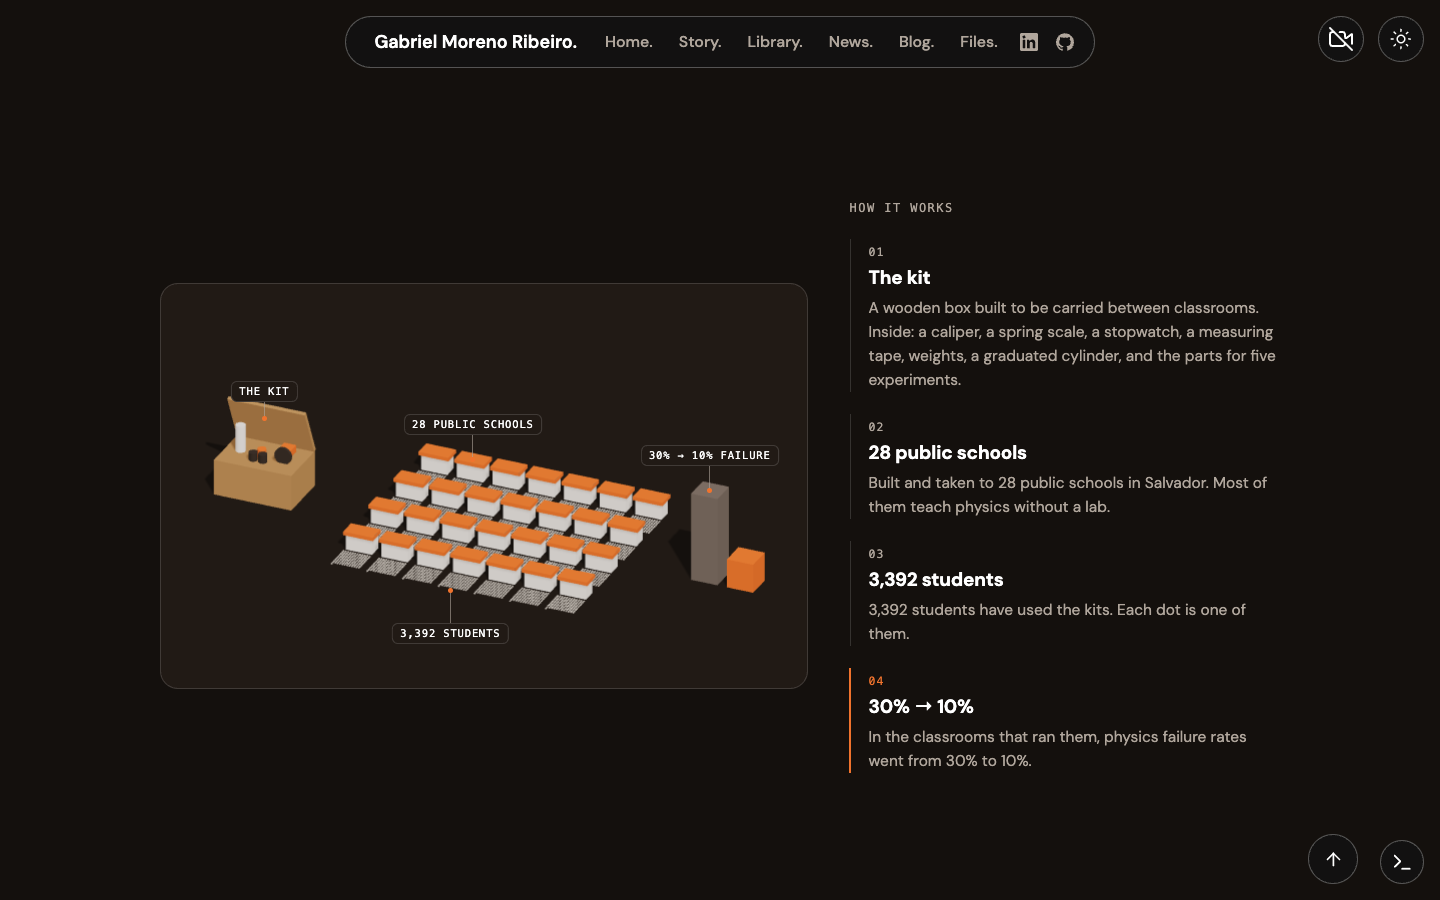 Gabriel Moreno Ribeiro. Home. Story. Library. News. Blog. Files.
HOW IT WORKS
01
The kit
A wooden box built to be carried between classrooms.
Inside: a caliper, a spring scale, a stopwatch, a measuring
tape, weights, a graduated cylinder, and the parts for five
experiments.
02
28 public schools
Built and taken to 28 public schools in Salvador. Most of
them teach physics without a lab.
03
3,392 students
3,392 students have used the kits. Each dot is one of
them.
04
30% → 10%
In the classrooms that ran them, physics failure rates
went from 30% to 10%.
THE KIT
28 PUBLIC SCHOOLS
30% → 10% FAILURE
3,392 STUDENTS